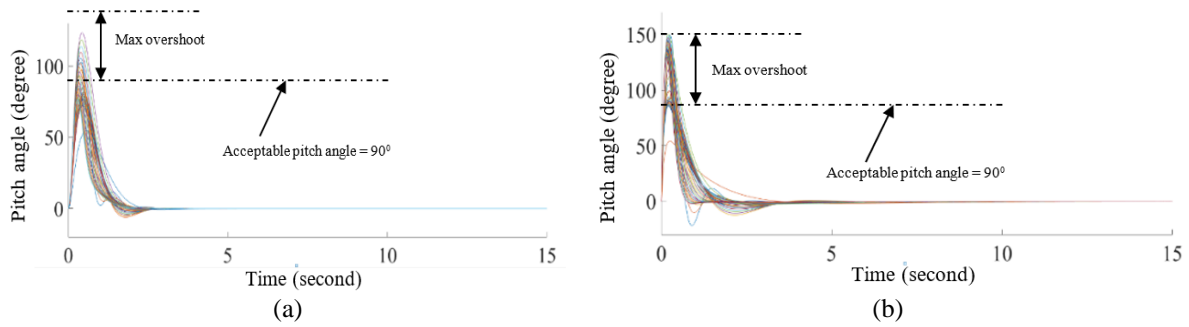 Max overshoot
Acceptable pitch angle = 90⁰
Pitch angle (degree)
100
50
0
0
5
10
15
Time (second)
(a)
Max overshoot
Acceptable pitch angle = 90⁰
Pitch angle (degree)
150
100
50
0
0
5
10
15
Time (second)
(b)